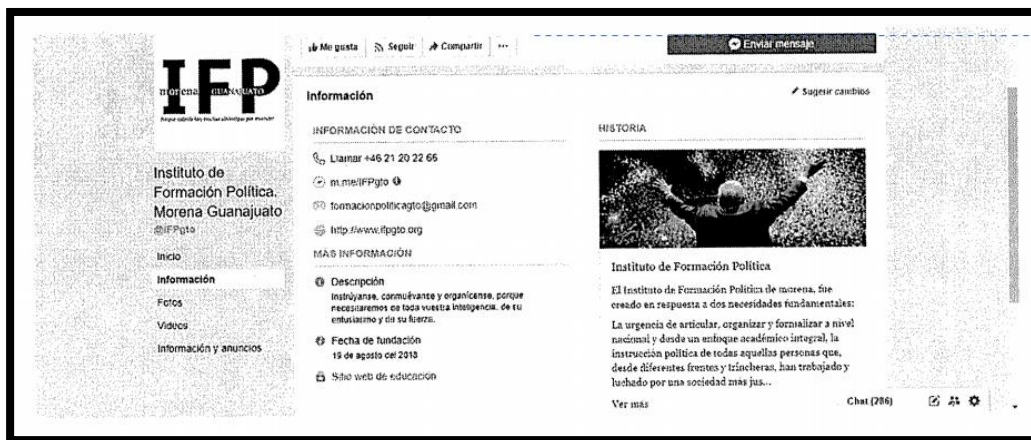 Me gusta
Seguir
Compartir
...
Enviar mensaje
IFP
morena GUANAJUATO
Instituto de
Formación Política.
Morena Guanajuato
@IFPgto
Inicio
Información
Fotos
Videos
Información y anuncios
Información
Sugerir cambios
INFORMACIÓN DE CONTACTO
Llamar +46 21 20 22 66
m.me/IFPgto
formacionpoliticagto@gmail.com
http://www.ifpgto.org
MÁS INFORMACIÓN
Descripción
Instrúyanse, conmuévanse y organícense, porque
necesitaremos de toda vuestra inteligencia, de su
entusiasmo y de su fuerza.
Fecha de fundación
19 de agosto del 2018
Sitio web de educación
HISTORIA
Instituto de Formación Política
El Instituto de Formación Política de morena, fue
creado en respuesta a dos necesidades fundamentales:
La urgencia de articular, organizar y formalizar a nivel
nacional y desde un enfoque académico integral, la
instrucción política de todas aquellas personas que,
desde diferentes frentes y trincheras, han trabajado y
luchado por una sociedad más jus...
Ver más
Chat (286)